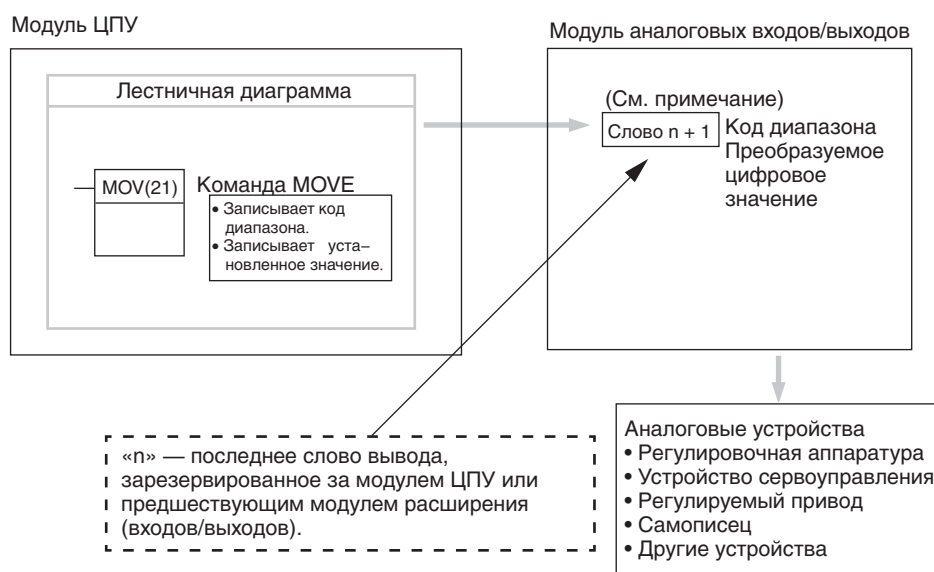 Модуль ЦПУ
Лестничная диаграмма
MOV(21)
Команда MOVE
• Записывает код
диапазона.
• Записывает уста–
новленное значение.
Модуль аналоговых входов/выходов
(См. примечание)
Слово n + 1
Код диапазона
Преобразуемое
цифровое
значение
«n» — последнее слово вывода,
зарезервированное за модулем ЦПУ или
предшествующим модулем расширения
(входов/выходов).
Аналоговые устройства
• Регулировочная аппаратура
• Устройство сервоуправления
• Регулируемый привод
• Самописец
• Другие устройства